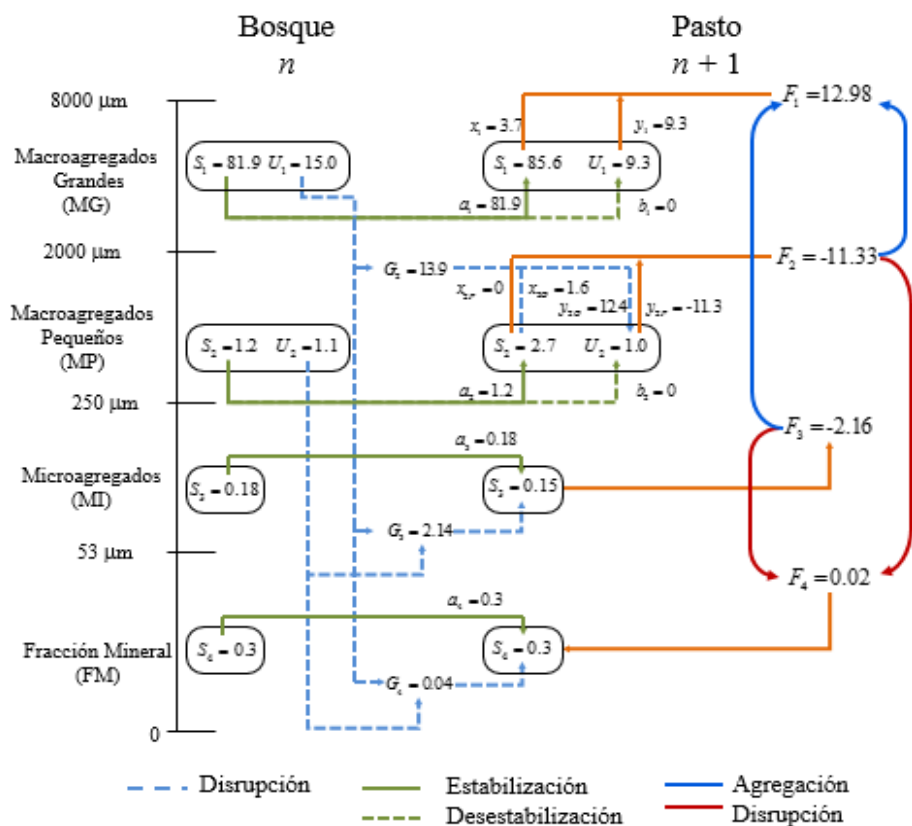 Bosque
n
Pasto
n + 1
8000 μm
F₁ =12.98
x₁ = 3.7
y₁ = 9.3
Macroagregados
Grandes
(MG)
S₁ = 81.9 U₁ = 15.0
S₁ = 85.6 U₁ = 9.3
a₁ = 81.9
b₁ = 0
2000 μm
G₂ = 13.9
F₂ = -11.33
x₂F = 0
x₂G = 1.6
y₂G = 12.4
y₂F = -11.3
Macroagregados
Pequeños
(MP)
S₂ = 1.2 U₂ = 1.1
S₂ = 2.7 U₂ = 1.0
a₂ = 1.2
b₂ = 0
250 μm
a₃ = 0.18
F₃ = -2.16
Microagregados
(MI)
S₃ = 0.18
S₃ = 0.15
G₃ = 2.14
53 μm
F₄ = 0.02
a₄ = 0.3
Fracción Mineral
(FM)
S₄ = 0.3
S₄ = 0.3
G₄ = 0.04
0
Disrupción
Estabilización
Agregación
Desestabilización
Disrupción